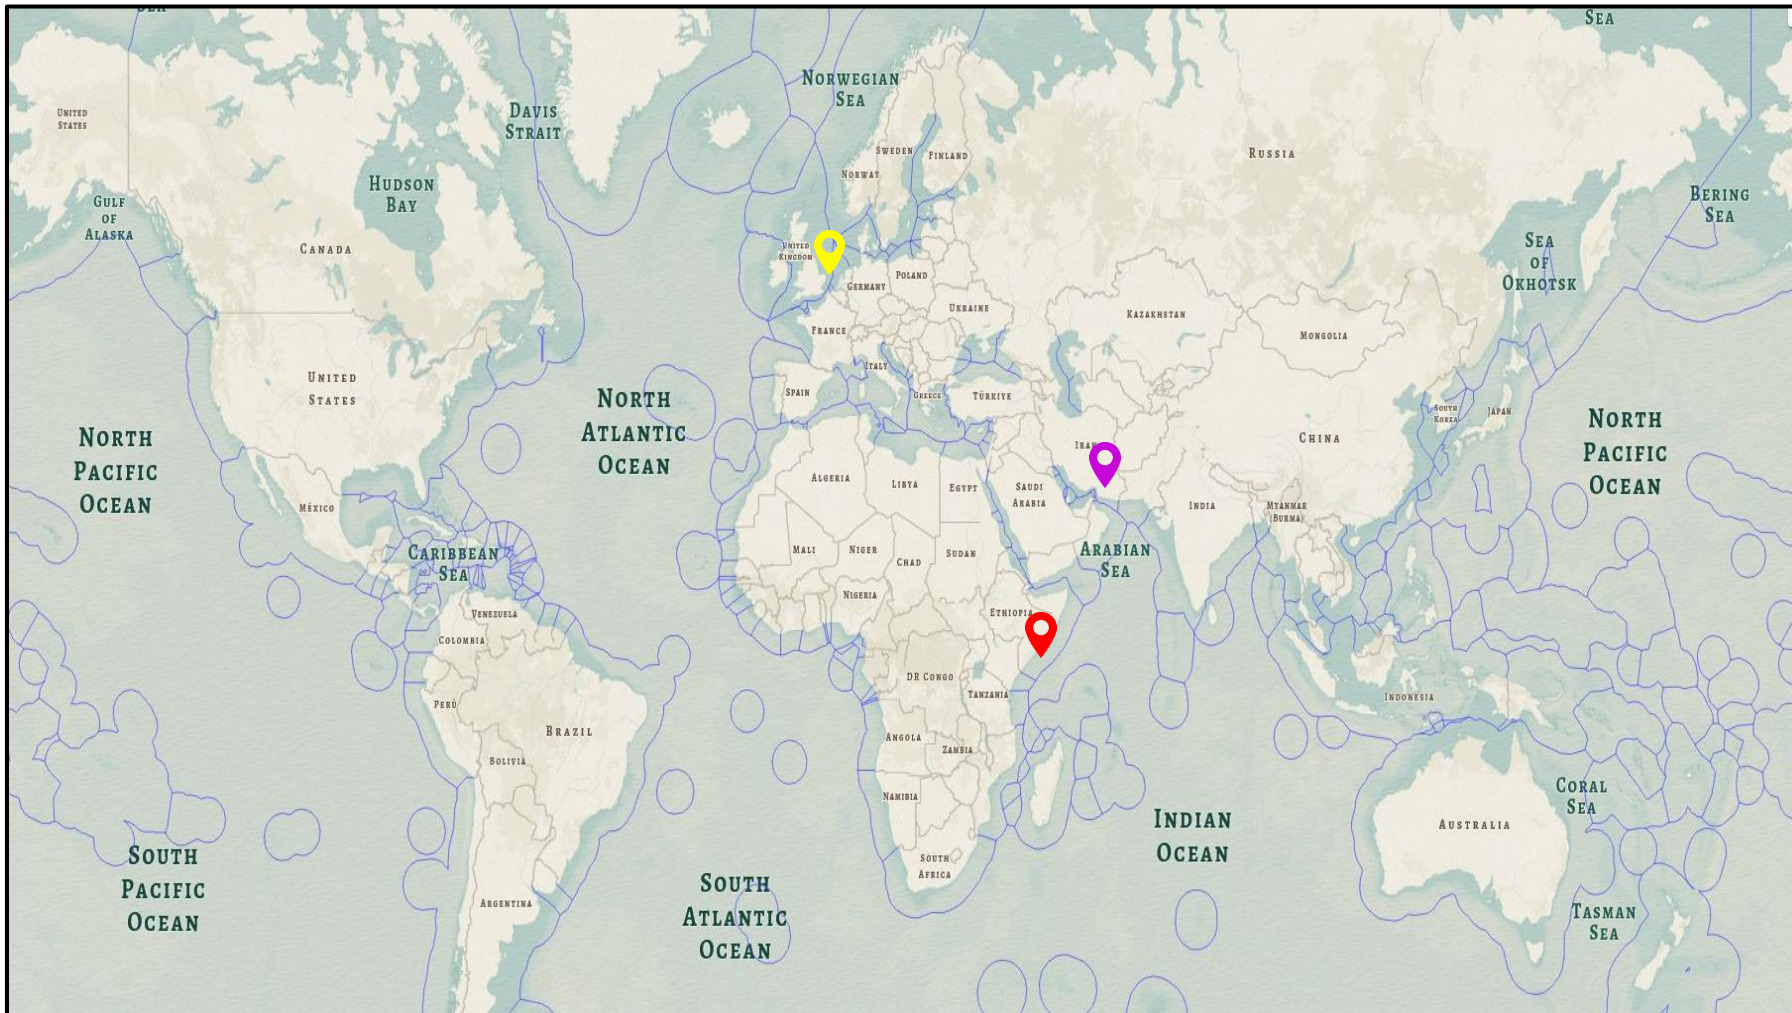 SEA
SEA
NORWEGIAN
SEA
DAVIS
STRAIT
UNITED
STATES
HUDSON
BAY
GULF
OF
ALASKA
CANADA
SWEDEN
FINLAND
NORWAY
RUSSIA
BERING
SEA
SEA
OF
OKHOTSK
UNITED
KINGDOM
POLAND
GERMANY
UKRAINE
FRANCE
KAZAKHSTAN
MONGOLIA
ITALY
SPAIN
GREECE
TÜRKIYE
UNITED
STATES
NORTH
ATLANTIC
OCEAN
NORTH
PACIFIC
OCEAN
SOUTH
KOREA
JAPAN
NORTH
PACIFIC
OCEAN
CHINA
IRAN
ALGERIA
LIBYA
EGYPT
SAUDI
ARABIA
INDIA
MYANMAR
(BURMA)
MÉXICO
CARIBBEAN
SEA
MALI
NIGER
CHAD
SUDAN
ARABIAN
SEA
NIGERIA
ETHIOPIA
VENEZUELA
COLOMBIA
DR CONGO
TANZANIA
INDONESIA
PERÚ
BRAZIL
BOLIVIA
ANGOLA
ZAMBIA
NAMIBIA
CORAL
SEA
INDIAN
OCEAN
AUSTRALIA
SOUTH
AFRICA
SOUTH
PACIFIC
OCEAN
ARGENTINA
SOUTH
ATLANTIC
OCEAN
TASMAN
SEA